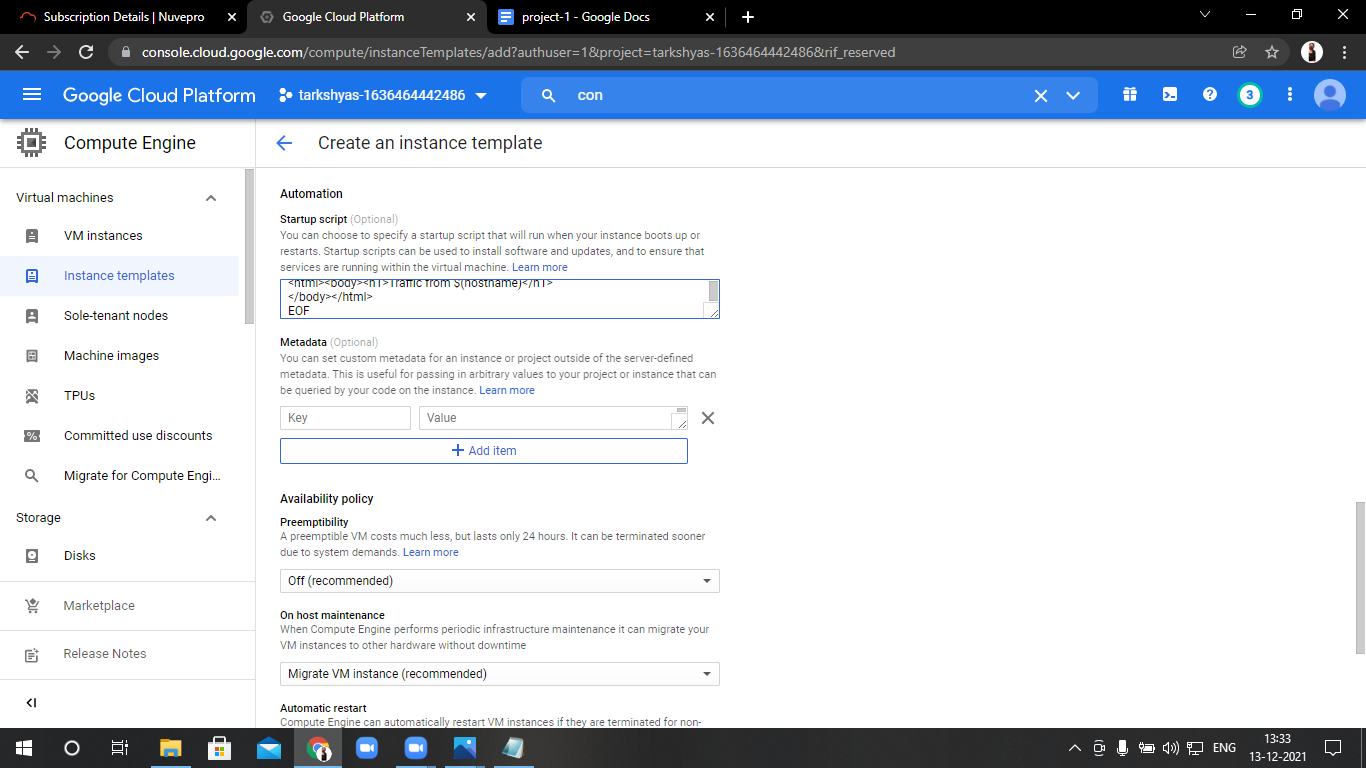 Subscription Details | Nuvepro
Google Cloud Platform
project-1 - Google Docs
console.cloud.google.com/compute/instanceTemplates/add?authuser=1&project=tarkshyas-1636464442486&rif_reserved
Google Cloud Platform
tarkshyas-1636464442486
con
3
Compute Engine
Create an instance template
Virtual machines
VM instances
Instance templates
Sole-tenant nodes
Machine images
TPUs
Committed use discounts
Migrate for Compute Engi...
Storage
Disks
Marketplace
Release Notes
Automation
Startup script (Optional)
You can choose to specify a startup script that will run when your instance boots up or
restarts. Startup scripts can be used to install software and updates, and to ensure that
services are running within the virtual machine. Learn more
<html><body><h1>Traffic from $(hostname)</h1>
</body></html>
EOF
Metadata (Optional)
You can set custom metadata for an instance or project outside of the server-defined
metadata. This is useful for passing in arbitrary values to your project or instance that can
be queried by your code on the instance. Learn more
Key
Value
Add item
Availability policy
Preemptibility
A preemptible VM costs much less, but lasts only 24 hours. It can be terminated sooner
due to system demands. Learn more
Off (recommended)
On host maintenance
When Compute Engine performs periodic infrastructure maintenance it can migrate your
VM instances to other hardware without downtime
Migrate VM instance (recommended)
Automatic restart
Compute Engine can automatically restart VM instances if they are terminated for non-
ENG
13:33
13-12-2021